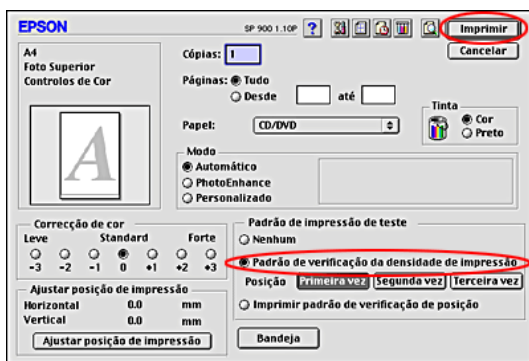 EPSON
SP 900 1.10P
?
Imprimir
Cancelar
A4
Foto Superior
Controlos de Cor
A
Cópias: 1
Páginas: Tudo
Desde até
Papel: CD/DVD
Tinta
Cor
Preto
Modo
Automático
PhotoEnhance
Personalizado
Correcção de cor
Leve Standard Forte
-3 -2 -1 0 +1 +2 +3
Ajustar posição de impressão
Horizontal 0.0 mm
Vertical 0.0 mm
Ajustar posição de impressão
Padrão de impressão de teste
Nenhum
Padrão de verificação da densidade de impressão
Posição Primeira vez Segunda vez Terceira vez
Imprimir padrão de verificação de posição
Bandeja